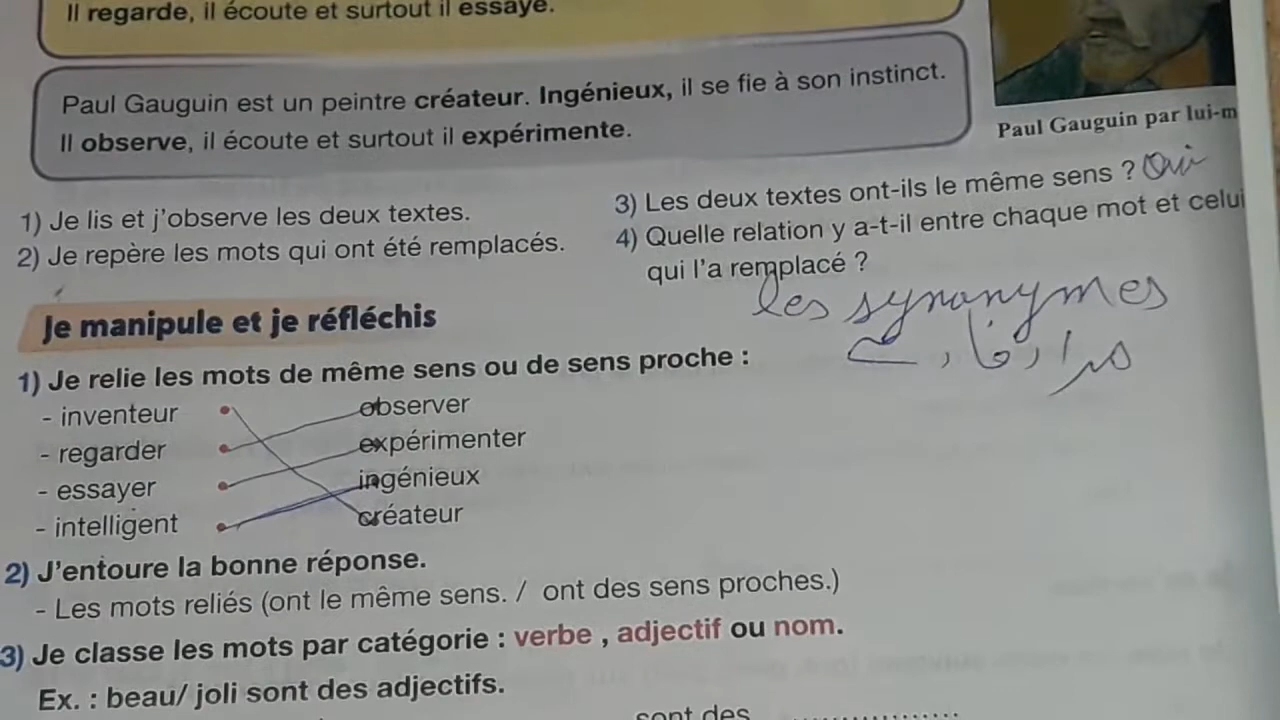 Il regarde, il écoute et surtout il essaye.
Paul Gauguin est un peintre créateur. Ingénieux, il se fie à son instinct.
Il observe, il écoute et surtout il expérimente.
Paul Gauguin par lui-m
1) Je lis et j'observe les deux textes.
2) Je repère les mots qui ont été remplacés.
3) Les deux textes ont-ils le même sens ? Oui
4) Quelle relation y a-t-il entre chaque mot et celui
qui l'a remplacé ?
les synonymes
Je manipule et je réfléchis
1) Je relie les mots de même sens ou de sens proche :
- inventeur observer
- regarder expérimenter
- essayer ingénieux
- intelligent créateur
2) J'entoure la bonne réponse.
- Les mots reliés (ont le même sens. / ont des sens proches.)
3) Je classe les mots par catégorie : verbe , adjectif ou nom.
Ex. : beau/ joli sont des adjectifs.
sont des ..................